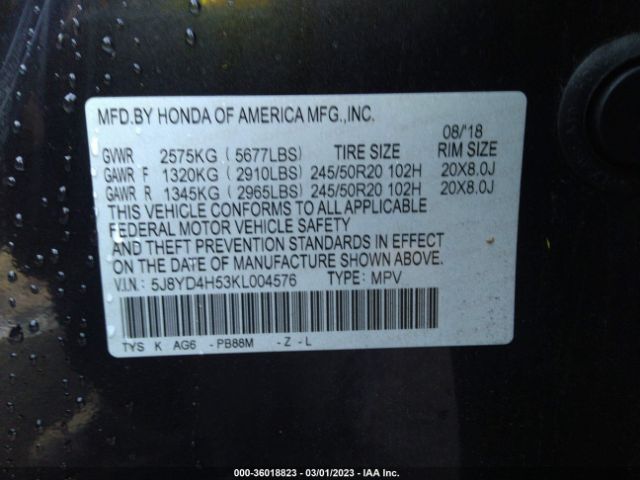 MFD.BY HONDA OF AMERICA MFG.,INC.
08/'18
GVWR 2575KG ( 5677LBS) TIRE SIZE RIM SIZE
GAWR F 1320KG ( 2910LBS) 245/50R20 102H 20X8.0J
GAWR R 1345KG ( 2965LBS) 245/50R20 102H 20X8.0J
THIS VEHICLE CONFORMS TO ALL APPLICABLE
FEDERAL MOTOR VEHICLE SAFETY
AND THEFT PREVENTION STANDARDS IN EFFECT
ON THE DATE OF MANUFACTURE SHOWN ABOVE.
V.I.N.: 5J8YD4H53KL004576 TYPE: MPV
TYS K AG6 -PB88M -Z-L
000-36018823 - 03/01/2023 - IAA Inc.